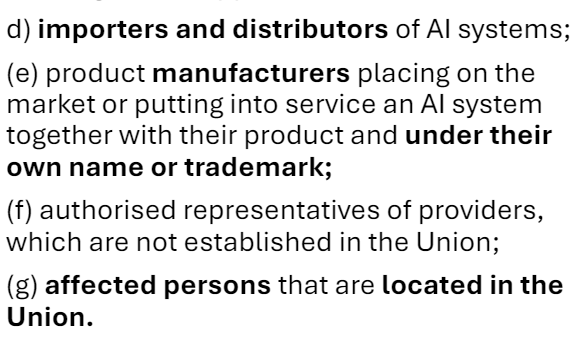 d) importers and distributors of AI systems;
(e) product manufacturers placing on the
market or putting into service an AI system
together with their product and under their
own name or trademark;
(f) authorised representatives of providers,
which are not established in the Union;
(g) affected persons that are located in the
Union.